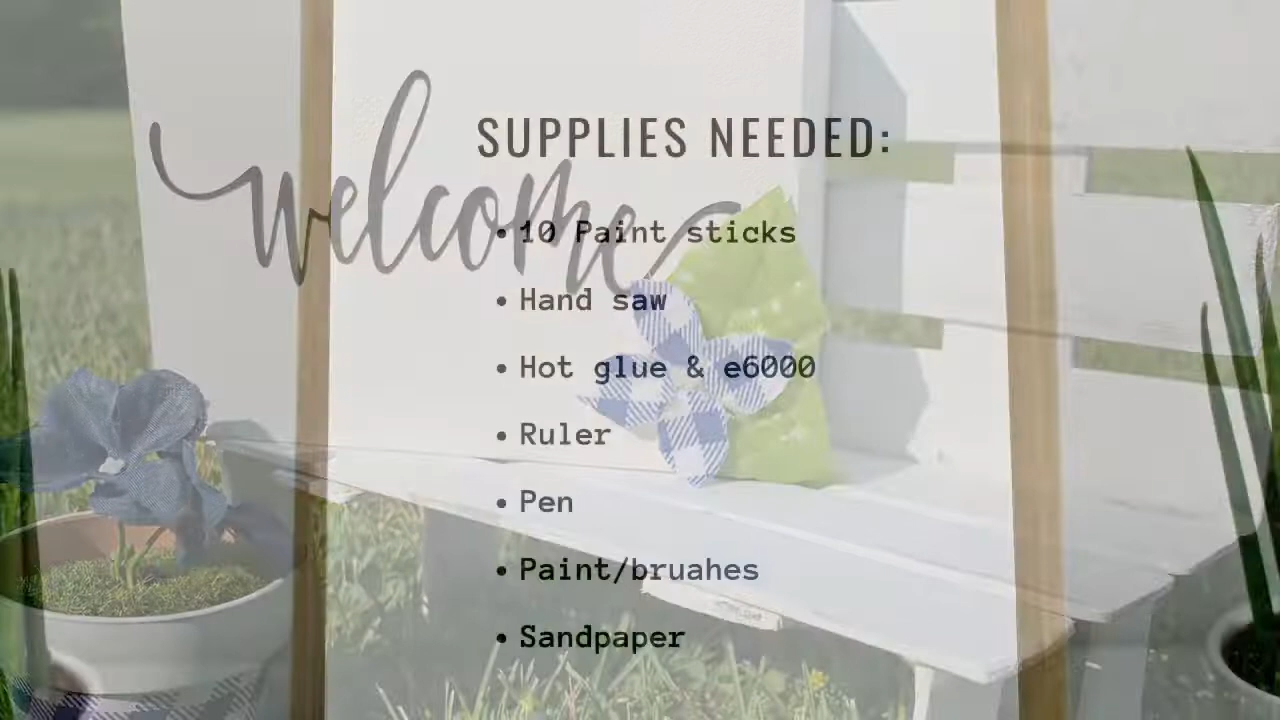 SUPPLIES NEEDED:
welcome
• 10 Paint sticks
• Hand saw
• Hot glue & e6000
• Ruler
• Pen
• Paint/bruahes
• Sandpaper